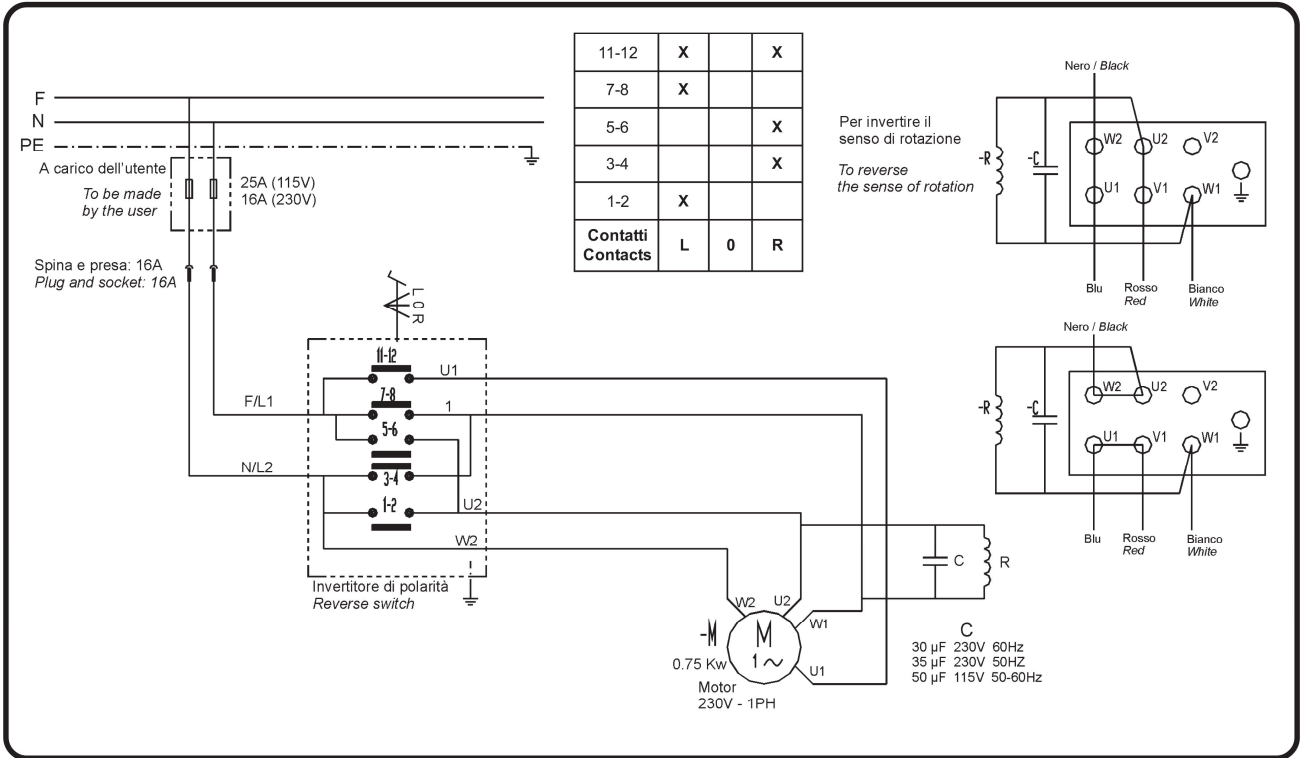 F
N
PE
A carico dell'utente
To be made
by the user
25A (115V)
16A (230V)
Spina e presa: 16A
Plug and socket: 16A
11-12 X X
7-8 X
5-6 X
3-4 X
1-2 X
Contatti
Contacts
L 0 R
L 0 R
11-12
7-8
5-6
3-4
1-2
F/L1
N/L2
U1
1
U2
W2
Invertitore di polarità
Reverse switch
W2 U2
W1
U1
-M
M
1~
0.75 Kw
Motor
230V - 1PH
C
R
C
30 µF 230V 60Hz
35 µF 230V 50HZ
50 µF 115V 50-60Hz
Per invertire il
senso di rotazione
To reverse
the sense of rotation
Nero / Black
-R
-C
W2 U2 V2
U1 V1 W1
Blu
Rosso
Red
Bianco
White
Nero / Black
-R
-C
W2 U2 V2
U1 V1 W1
Blu
Rosso
Red
Bianco
White